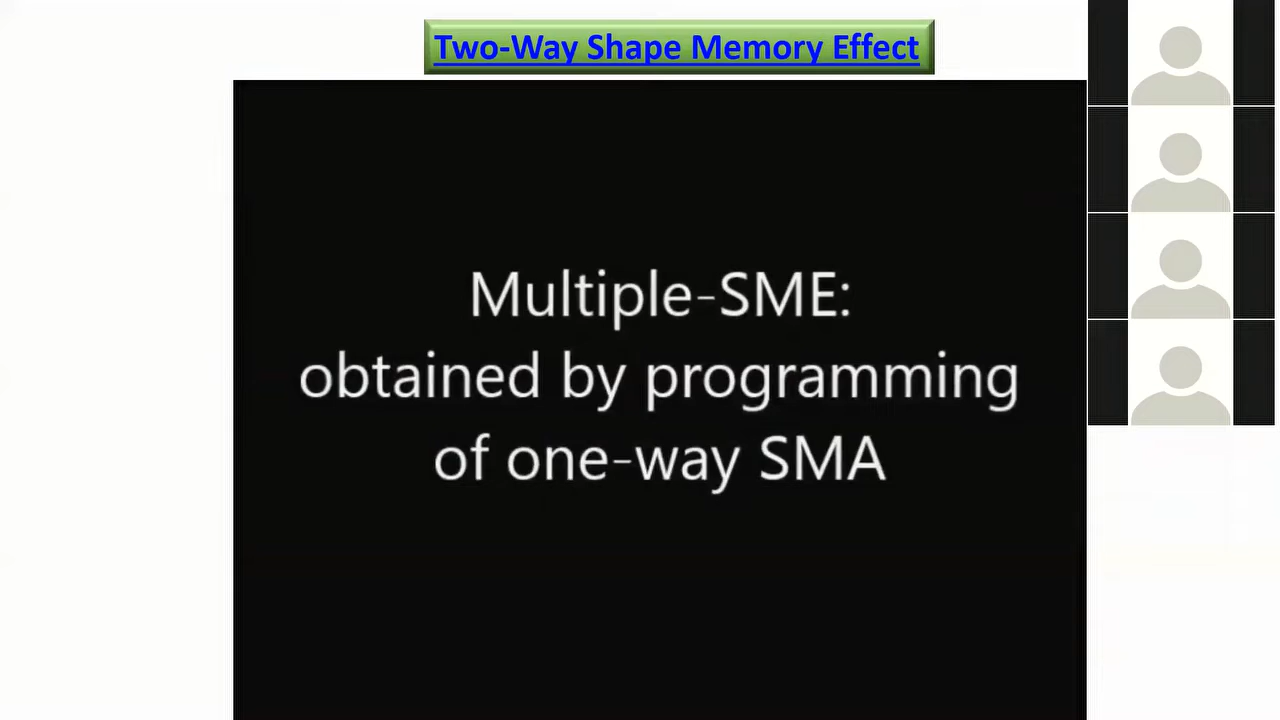 Two-Way Shape Memory Effect
Multiple-SME:
obtained by programming
of one-way SMA